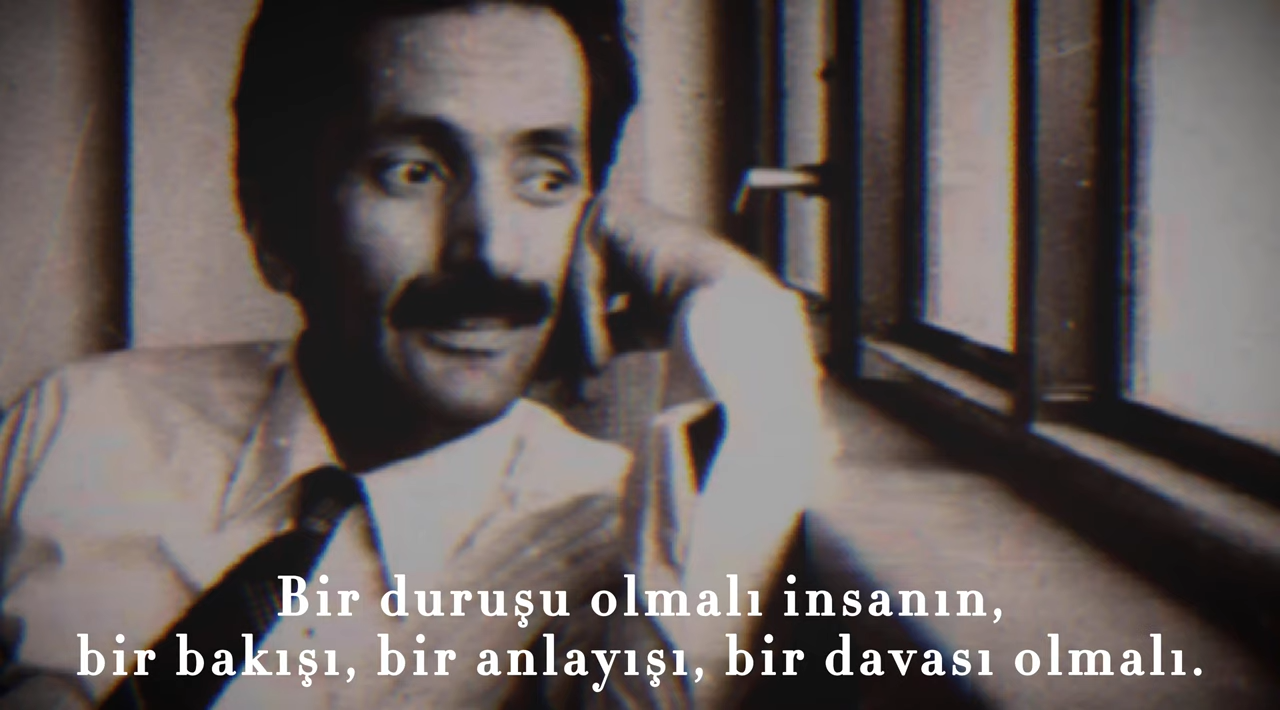 Bir duruşu olmalı insanın,
bir bakışı, bir anlayışı, bir davası olmalı.